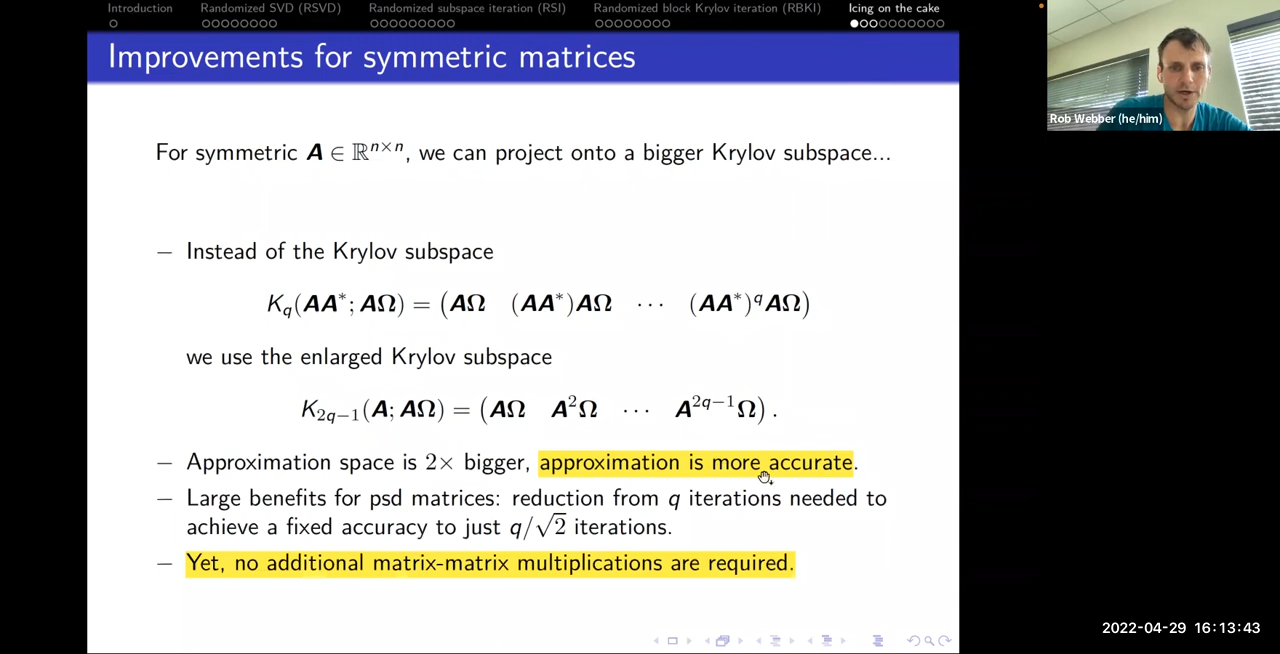 Introduction Randomized SVD (RSVD) Randomized subspace iteration (RSI) Randomized block Krylov iteration (RBKI) Icing on the cake
Improvements for symmetric matrices
Rob Webber (he/him)
For symmetric A ∈ ℝⁿˣⁿ, we can project onto a bigger Krylov subspace...
– Instead of the Krylov subspace
K_q(AA*; AΩ) = (AΩ (AA*)AΩ ⋯ (AA*)^q AΩ)
we use the enlarged Krylov subspace
K_{2q−1}(A; AΩ) = (AΩ A²Ω ⋯ A^{2q−1}Ω).
– Approximation space is 2× bigger, approximation is more accurate.
– Large benefits for psd matrices: reduction from q iterations needed to
achieve a fixed accuracy to just q/√2 iterations.
– Yet, no additional matrix-matrix multiplications are required.
2022-04-29 16:13:43